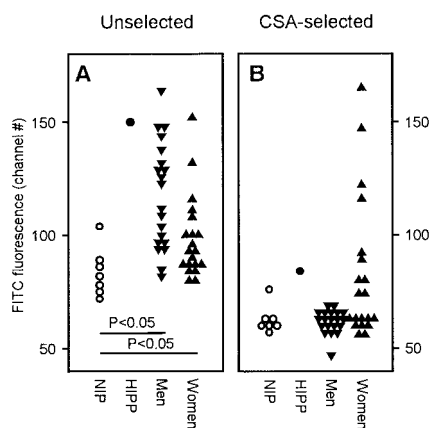 Unselected
CSA-selected
A
B
FITC fluorescence (channel #)
150
100
50
150
100
50
P<0.05
P<0.05
NIP
HIPP
Men
Women
NIP
HIPP
Men
Women